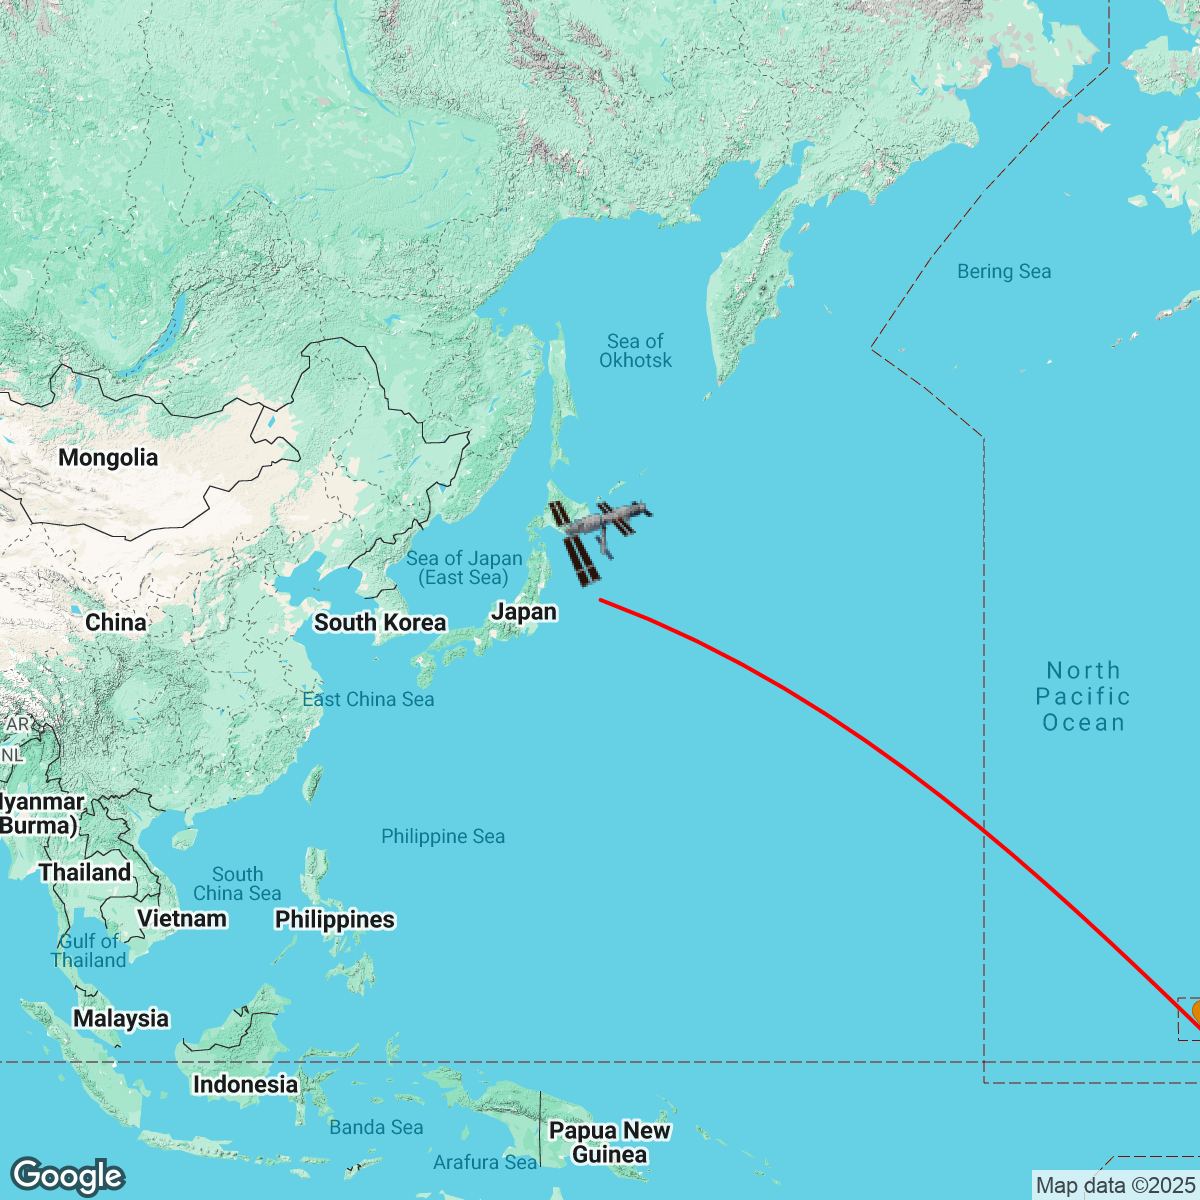 Bering Sea
Sea of
Okhotsk
Mongolia
Sea of Japan
(East Sea)
Japan
South Korea
China
North
Pacific
Ocean
East China Sea
AR
NL
Myanmar
(Burma)
Philippine Sea
Thailand
South
China Sea
Vietnam
Philippines
Gulf of
Thailand
Malaysia
Indonesia
Banda Sea
Papua New
Guinea
Arafura Sea
Google
Map data ©2025